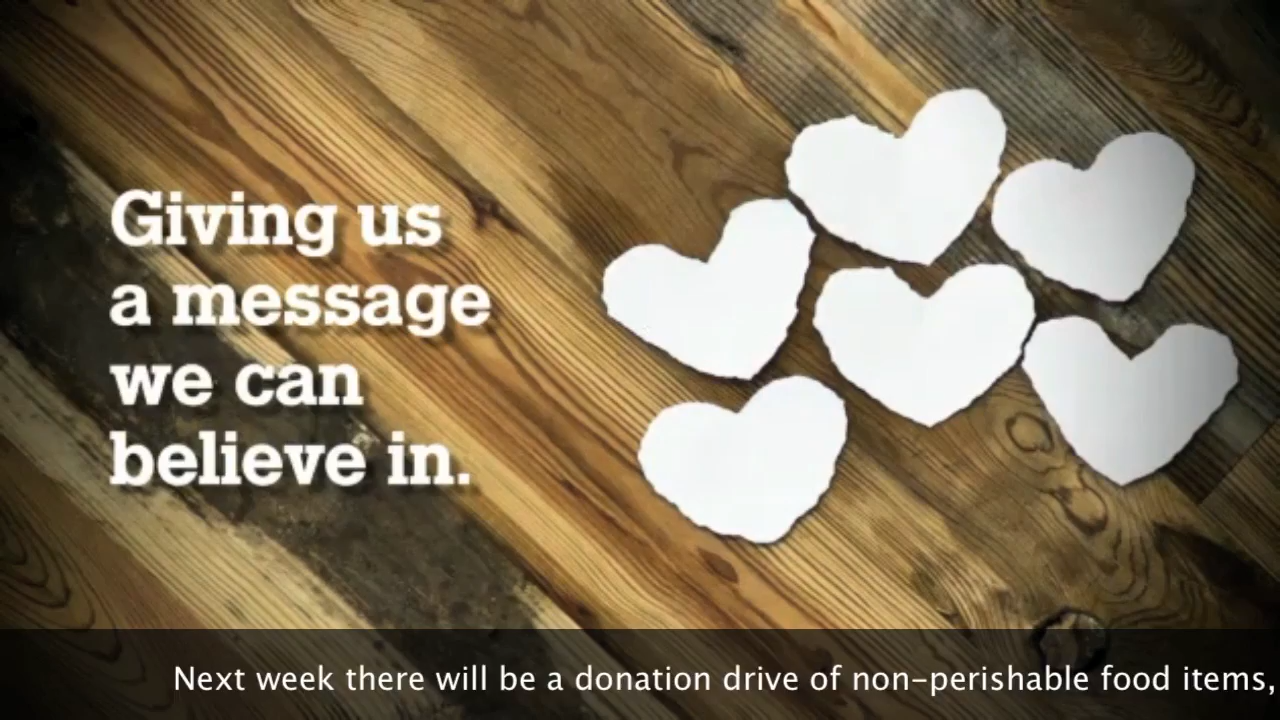 Giving us
a message
we can
believe in.
Next week there will be a donation drive of non-perishable food items,